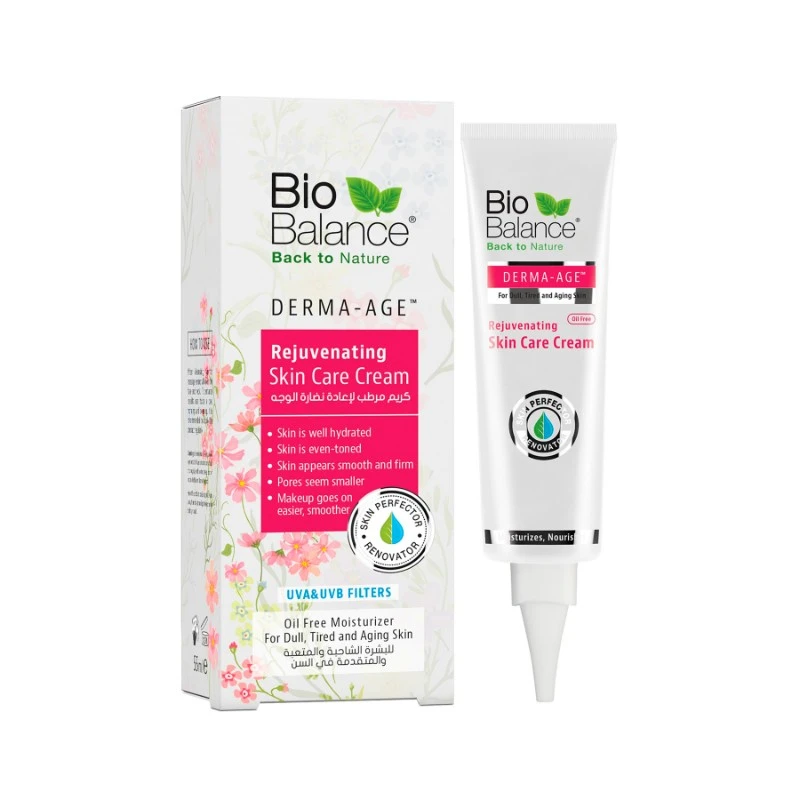 Bio
Balance®
Back to Nature
DERMA-AGE™
Rejuvenating
Skin Care Cream
كريم مرطب لإعادة نضارة الوجه
• Skin is well hydrated
• Skin is even-toned
• Skin appears smooth and firm
• Pores seem smaller
• Makeup goes on
easier, smoother
• SKIN PERFECTOR •
RENOVATOR
UVA&UVB FILTERS
Oil Free Moisturizer
For Dull, Tired and Aging Skin
للبشرة الشاحبة والمتعبة
والمتقدمة في السن
HOW TO USE
55ml e
Bio
Balance®
Back to Nature
DERMA-AGE™
For Dull, Tired and Aging Skin
Oil Free
Rejuvenating
Skin Care Cream
PERFECTOR
RENOVATOR